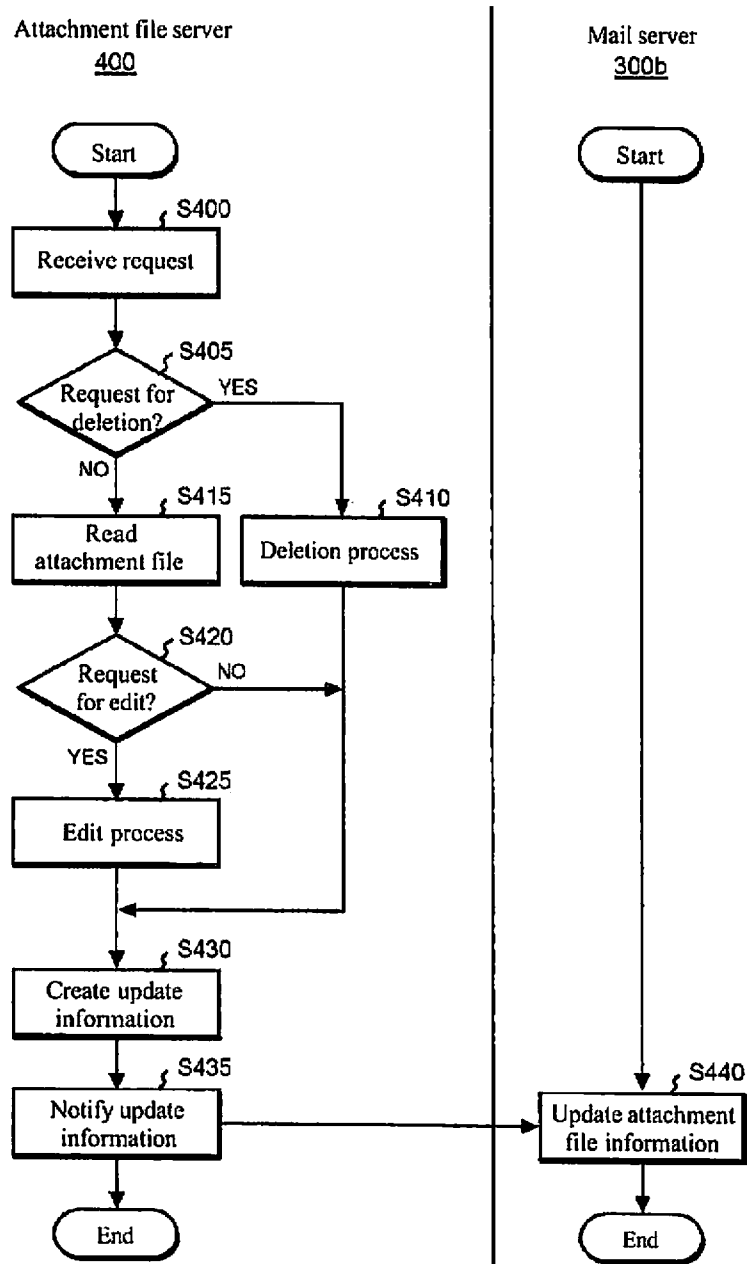 Attachment file server
400
Start
S400
Receive request
S405
Request for
deletion?
YES
NO
S415
Read
attachment file
S410
Deletion process
S420
Request
for edit?
NO
YES
S425
Edit process
S430
Create update
information
S435
Notify update
information
End
Mail server
300b
Start
S440
Update attachment
file information
End